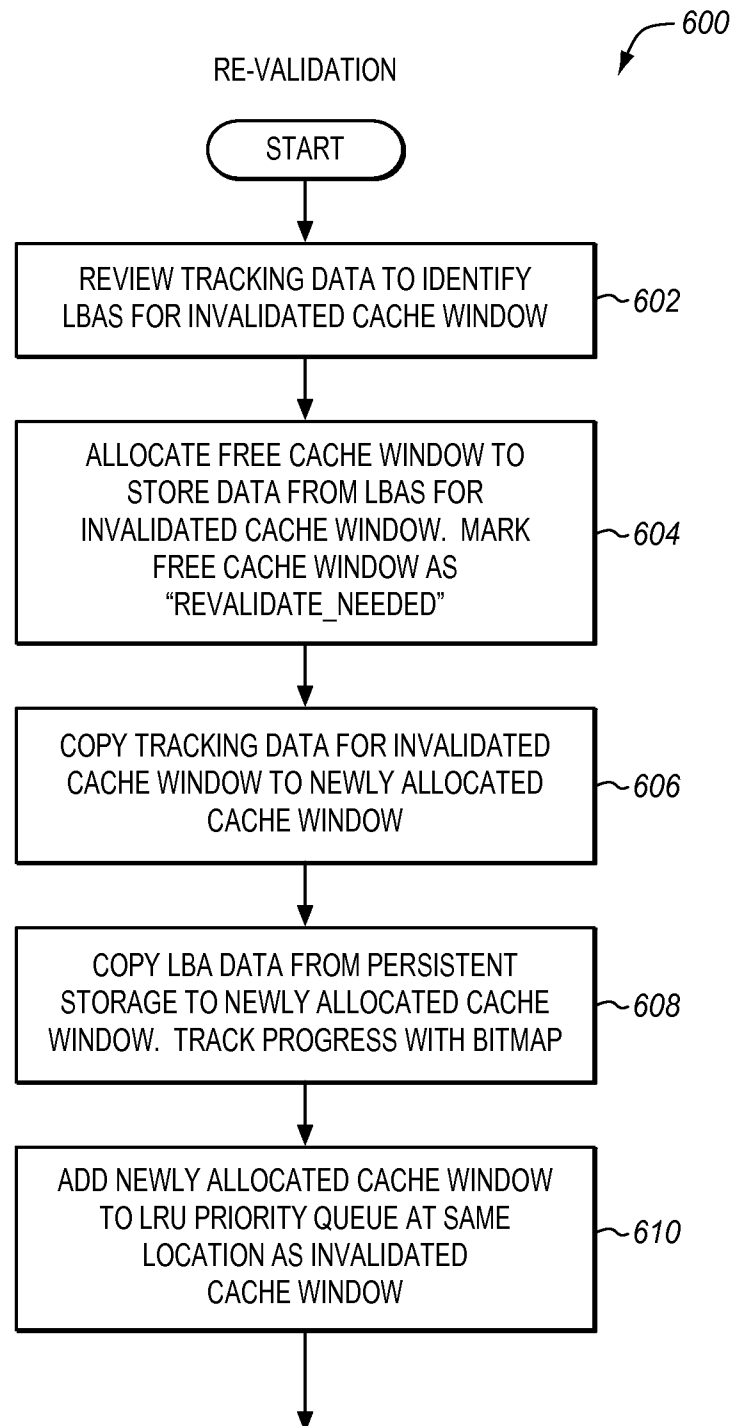 600
RE-VALIDATION
START
REVIEW TRACKING DATA TO IDENTIFY
LBAS FOR INVALIDATED CACHE WINDOW
602
ALLOCATE FREE CACHE WINDOW TO
STORE DATA FROM LBAS FOR
INVALIDATED CACHE WINDOW. MARK
FREE CACHE WINDOW AS
“REVALIDATE_NEEDED”
604
COPY TRACKING DATA FOR INVALIDATED
CACHE WINDOW TO NEWLY ALLOCATED
CACHE WINDOW
606
COPY LBA DATA FROM PERSISTENT
STORAGE TO NEWLY ALLOCATED CACHE
WINDOW. TRACK PROGRESS WITH BITMAP
608
ADD NEWLY ALLOCATED CACHE WINDOW
TO LRU PRIORITY QUEUE AT SAME
LOCATION AS INVALIDATED
CACHE WINDOW
610